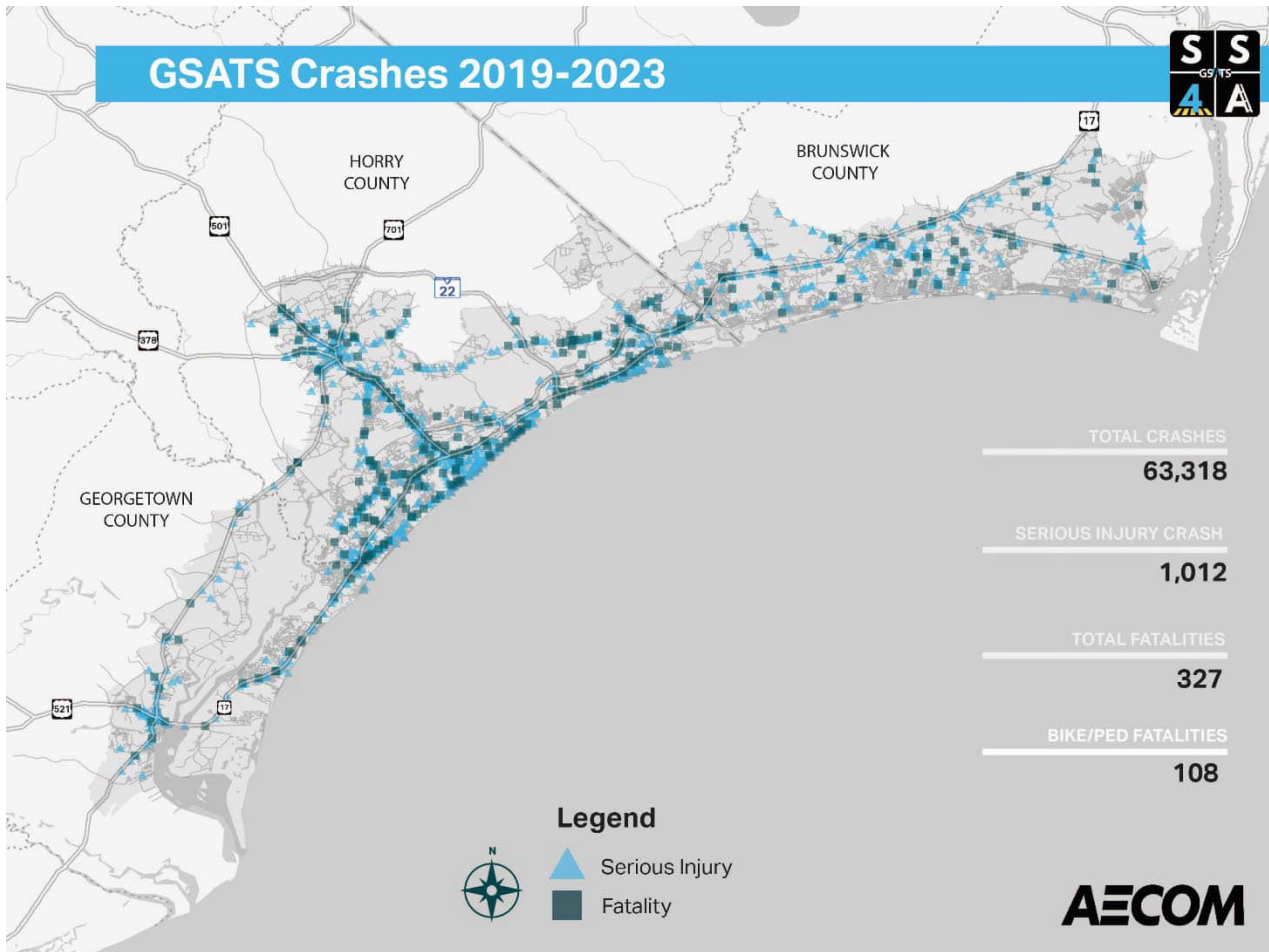 GSATS Crashes 2019-2023
S S
GSATS
4 A
17
HORRY
COUNTY
BRUNSWICK
COUNTY
501
701
22
378
TOTAL CRASHES
63,318
GEORGETOWN
COUNTY
SERIOUS INJURY CRASH
1,012
TOTAL FATALITIES
327
521
17
BIKE/PED FATALITIES
108
Legend
N
Serious Injury
Fatality
AECOM